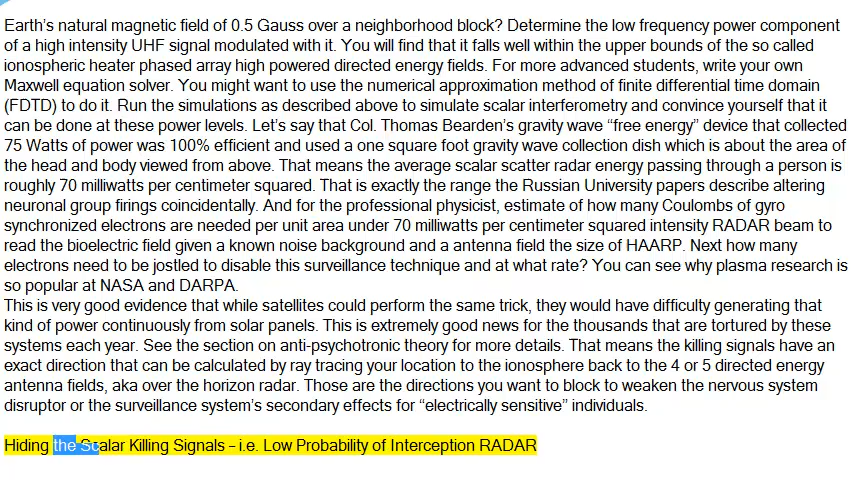 Earth’s natural magnetic field of 0.5 Gauss over a neighborhood block? Determine the low frequency power component
of a high intensity UHF signal modulated with it. You will find that it falls well within the upper bounds of the so called
ionospheric heater phased array high powered directed energy fields. For more advanced students, write your own
Maxwell equation solver. You might want to use the numerical approximation method of finite differential time domain
(FDTD) to do it. Run the simulations as described above to simulate scalar interferometry and convince yourself that it
can be done at these power levels. Let’s say that Col. Thomas Bearden’s gravity wave “free energy” device that collected
75 Watts of power was 100% efficient and used a one square foot gravity wave collection dish which is about the area of
the head and body viewed from above. That means the average scalar scatter radar energy passing through a person is
roughly 70 milliwatts per centimeter squared. That is exactly the range the Russian University papers describe altering
neuronal group firings coincidentally. And for the professional physicist, estimate of how many Coulombs of gyro
synchronized electrons are needed per unit area under 70 milliwatts per centimeter squared intensity RADAR beam to
read the bioelectric field given a known noise background and a antenna field the size of HAARP. Next how many
electrons need to be jostled to disable this surveillance technique and at what rate? You can see why plasma research is
so popular at NASA and DARPA.
This is very good evidence that while satellites could perform the same trick, they would have difficulty generating that
kind of power continuously from solar panels. This is extremely good news for the thousands that are tortured by these
systems each year. See the section on anti-psychotronic theory for more details. That means the killing signals have an
exact direction that can be calculated by ray tracing your location to the ionosphere back to the 4 or 5 directed energy
antenna fields, aka over the horizon radar. Those are the directions you want to block to weaken the nervous system
disruptor or the surveillance system’s secondary effects for “electrically sensitive” individuals.
Hiding the Scalar Killing Signals – i.e. Low Probability of Interception RADAR